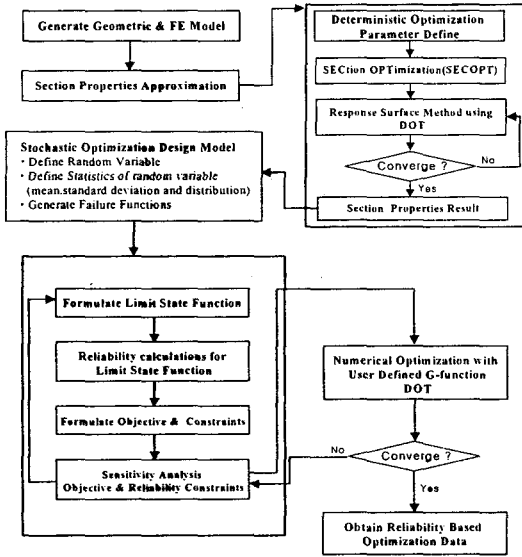 Generate Geometric & FE Model
Section Properties Approximation
Deterministic Optimization
Parameter Define
SECtion OPTimization(SECOPT)
Response Surface Method using
DOT
Converge ?
No
Yes
Section Properties Result
Stochastic Optimization Design Model
· Define Random Variable
· Define Statistics of random variable
(mean.standard deviation and distribution)
· Generate Failure Functions
Formulate Limit State Function
Reliability calculations for
Limit State Function
Formulate Objective & Constraints
Sensitivity Analysis
Objective & Reliability Constraints
Numerical Optimization with
User Defined G-function
DOT
No
Converge ?
Yes
Obtain Reliability Based
Optimization Data